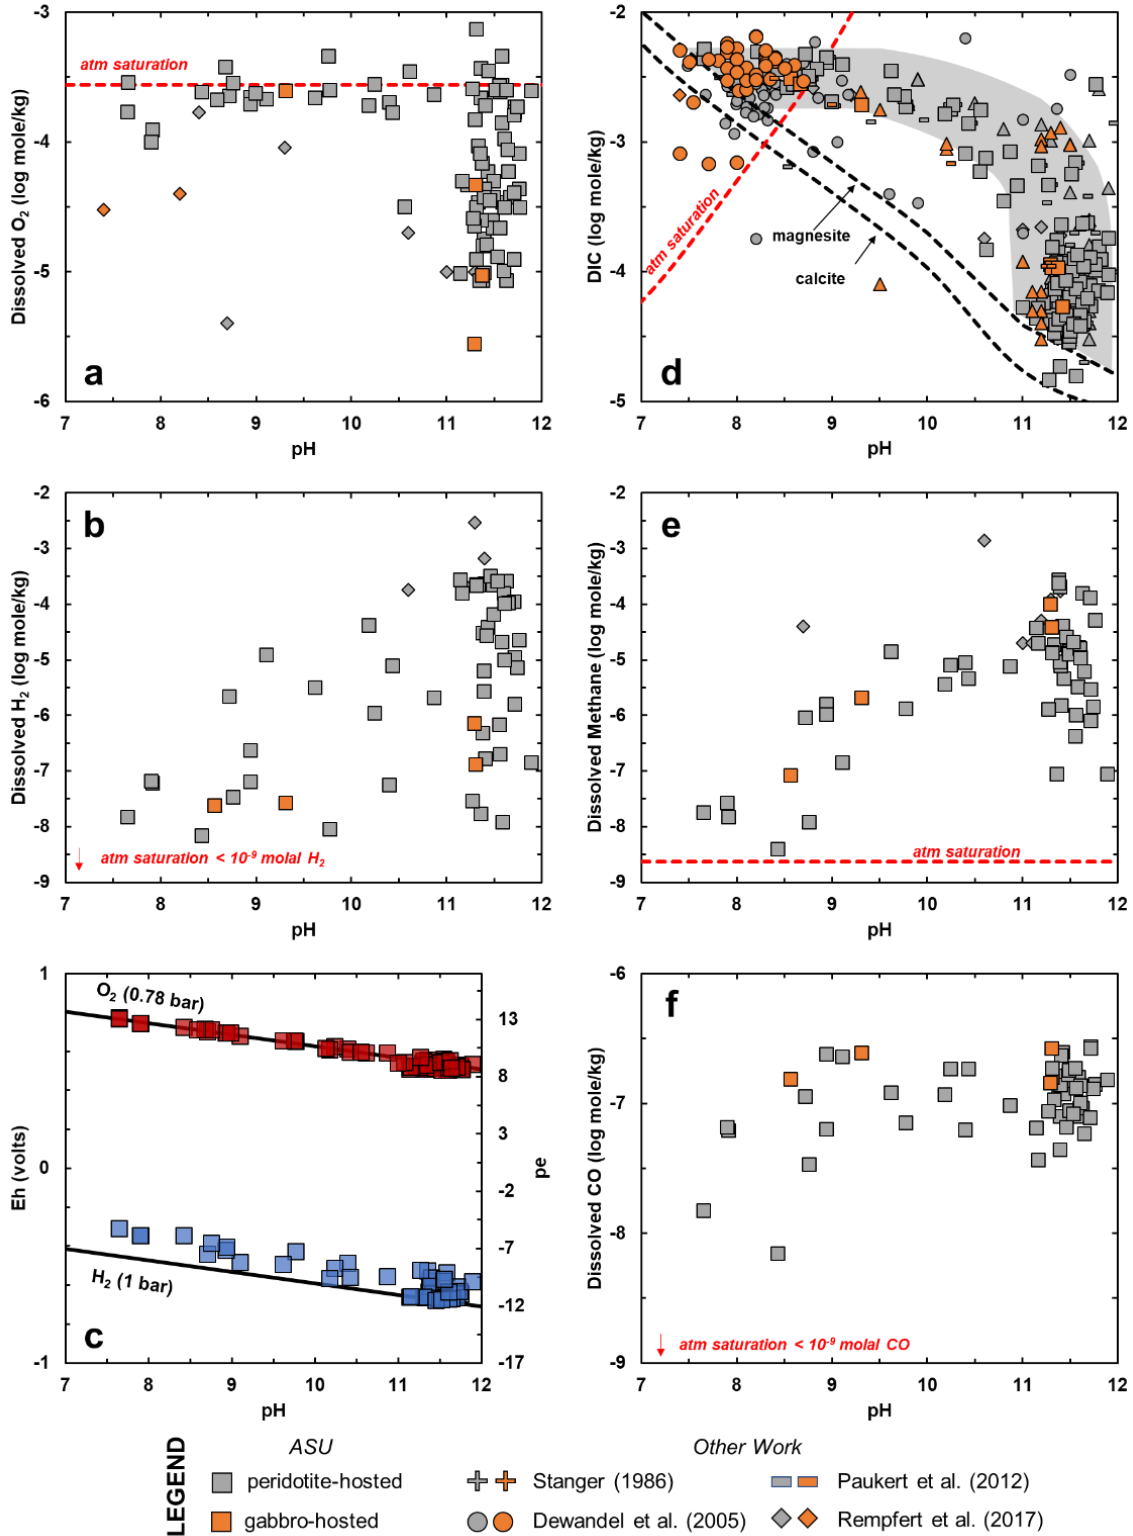 -3
-4
-5
-6
Dissolved O2 (log mole/kg)
atm saturation
a
7 8 9 10 11 12
pH
-2
-3
-4
-5
DIC (log mole/kg)
atm saturation
magnesite
calcite
d
7 8 9 10 11 12
pH
-2
-3
-4
-5
-6
-7
-8
-9
Dissolved H2 (log mole/kg)
b
atm saturation < 10-9 molal H2
7 8 9 10 11 12
pH
-2
-3
-4
-5
-6
-7
-8
-9
Dissolved Methane (log mole/kg)
e
atm saturation
7 8 9 10 11 12
pH
1
0
-1
Eh (volts)
O2 (0.78 bar)
H2 (1 bar)
c
13
8
3
-2
-7
-12
-17
pe
7 8 9 10 11 12
pH
-6
-7
-8
-9
Dissolved CO (log mole/kg)
f
atm saturation < 10-9 molal CO
7 8 9 10 11 12
pH
LEGEND
ASU
Other Work
peridotite-hosted
Stanger (1986)
Paukert et al. (2012)
gabbro-hosted
Dewandel et al. (2005)
Rempfert et al. (2017)